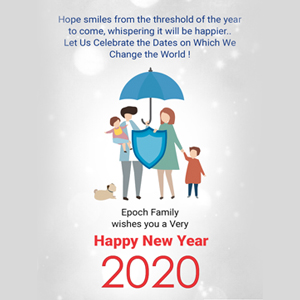 Hope smiles from the threshold of the year
to come, whispering it will be happier..
Let Us Celebrate the Dates on Which We
Change the World !
Epoch Family
wishes you a Very
Happy New Year
2020